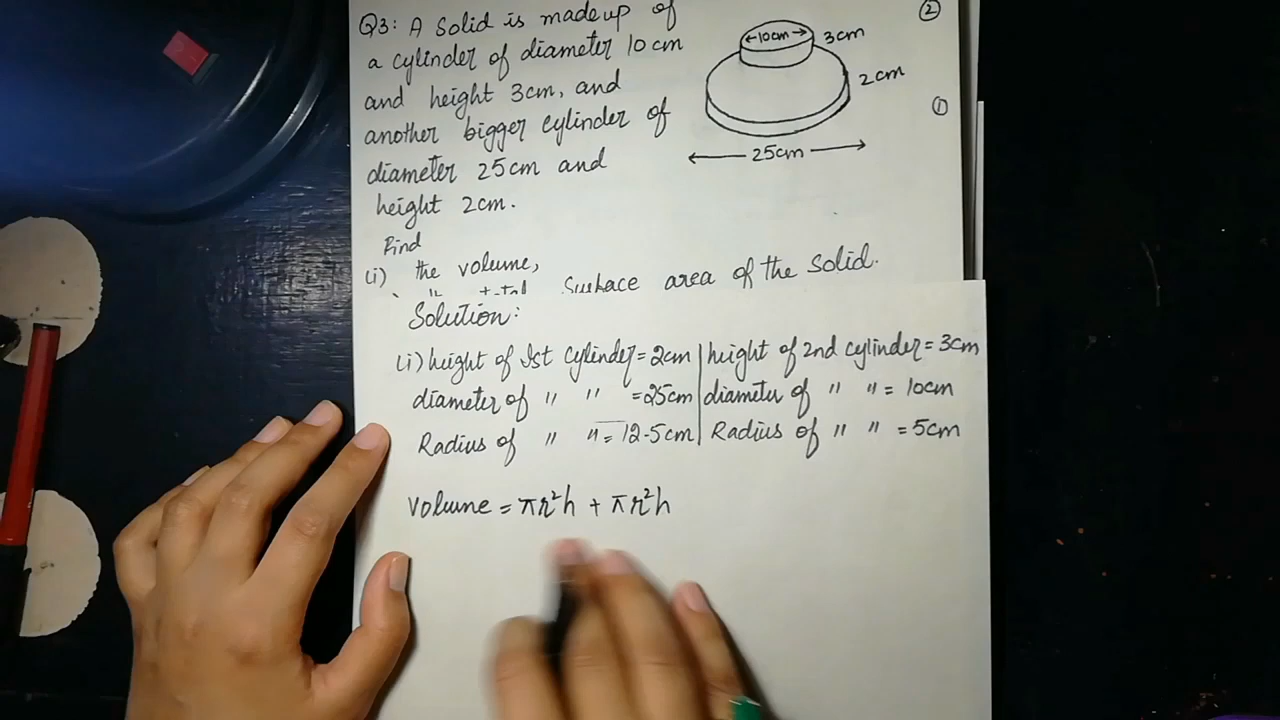 Q3: A Solid is made up of
a cylinder of diameter 10 cm
and height 3cm, and
another bigger cylinder of
diameter 25cm and
height 2cm.
10cm
3cm
2cm
25cm
②
①
Find
(i) the volume,
" total surface area of the solid.
Solution:
(i) height of Ist cylinder = 2cm
diameter of " " = 25cm
Radius of " " = 12.5cm
height of 2nd cylinder = 3cm
diameter of " " = 10cm
Radius of " " = 5cm
Volume = πr²h + πr²h